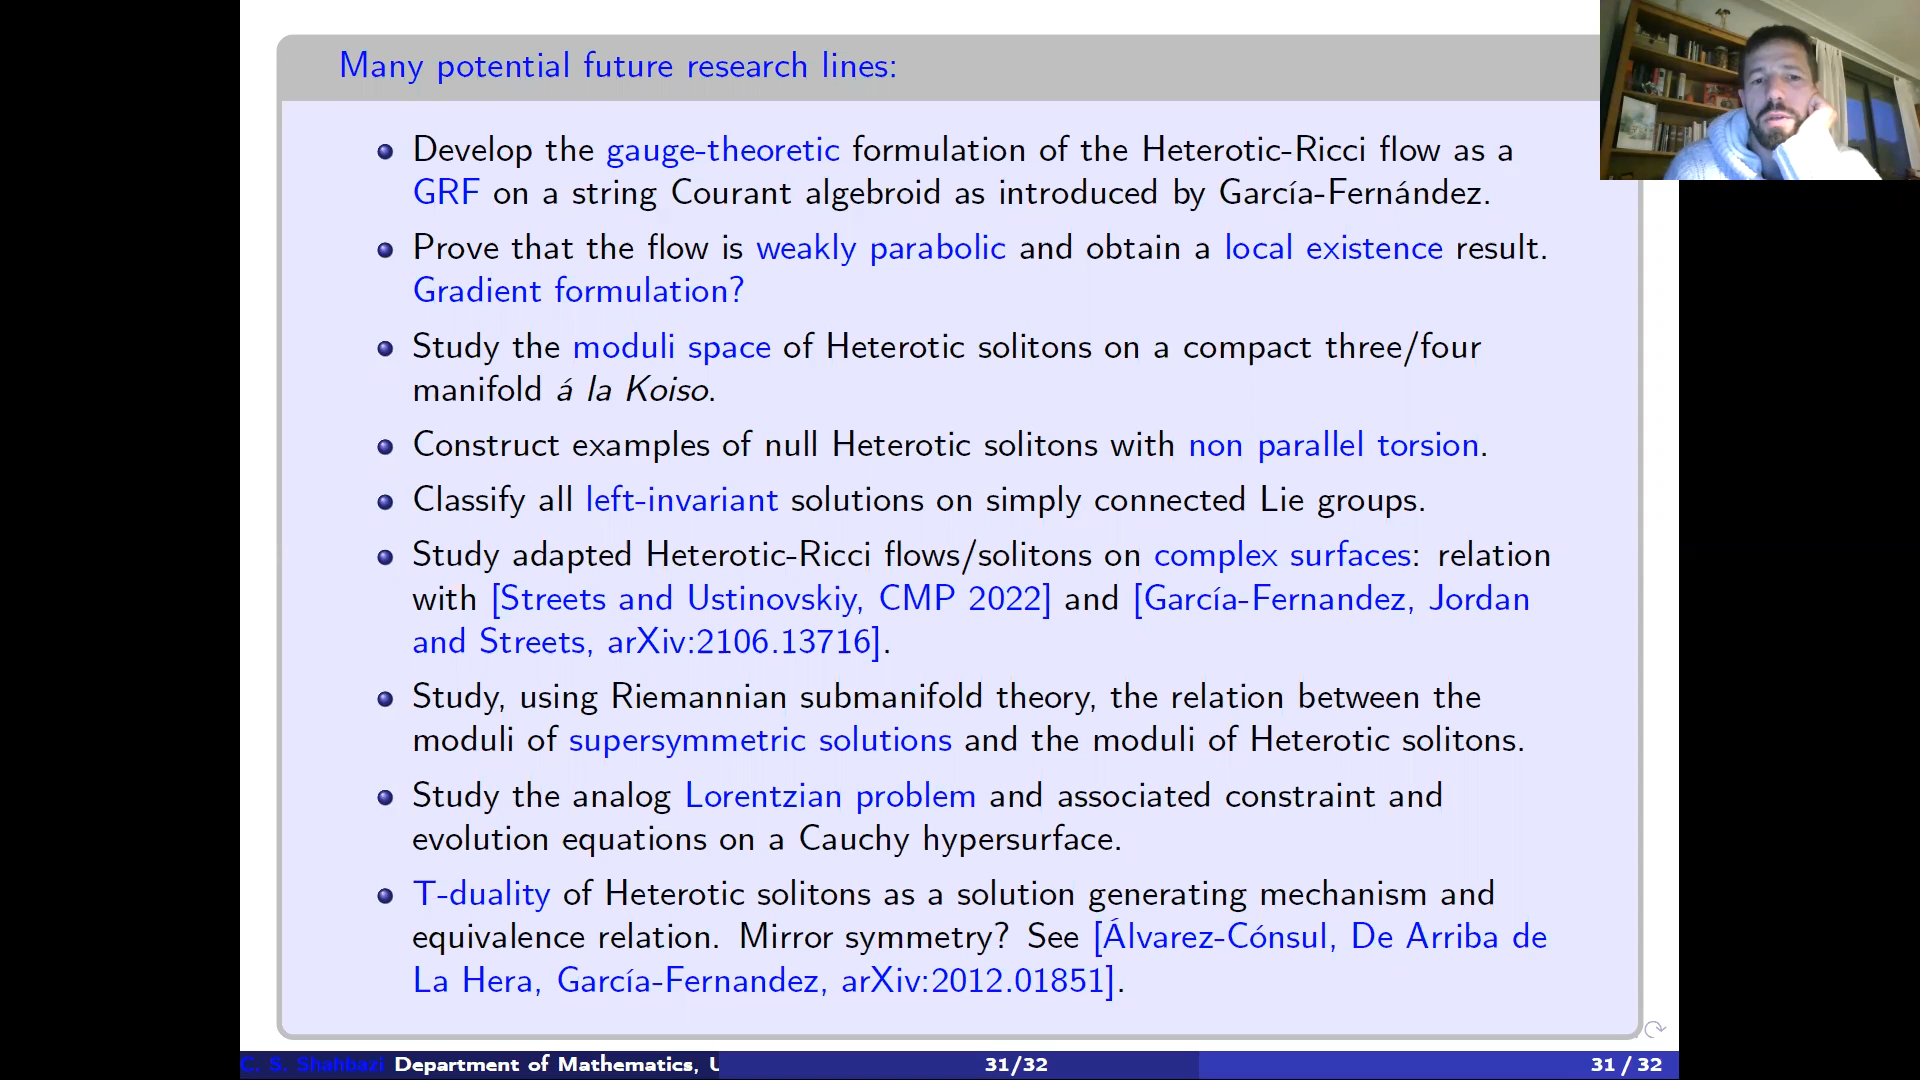 Many potential future research lines:
Develop the gauge-theoretic formulation of the Heterotic-Ricci flow as a
GRF on a string Courant algebroid as introduced by García-Fernández.
Prove that the flow is weakly parabolic and obtain a local existence result.
Gradient formulation?
Study the moduli space of Heterotic solitons on a compact three/four
manifold á la Koiso.
Construct examples of null Heterotic solitons with non parallel torsion.
Classify all left-invariant solutions on simply connected Lie groups.
Study adapted Heterotic-Ricci flows/solitons on complex surfaces: relation
with [Streets and Ustinovskiy, CMP 2022] and [García-Fernandez, Jordan
and Streets, arXiv:2106.13716].
Study, using Riemannian submanifold theory, the relation between the
moduli of supersymmetric solutions and the moduli of Heterotic solitons.
Study the analog Lorentzian problem and associated constraint and
evolution equations on a Cauchy hypersurface.
T-duality of Heterotic solitons as a solution generating mechanism and
equivalence relation. Mirror symmetry? See [Álvarez-Cónsul, De Arriba de
La Hera, García-Fernandez, arXiv:2012.01851].
C. S. Shahbazi Department of Mathematics, U 31/32 31 / 32